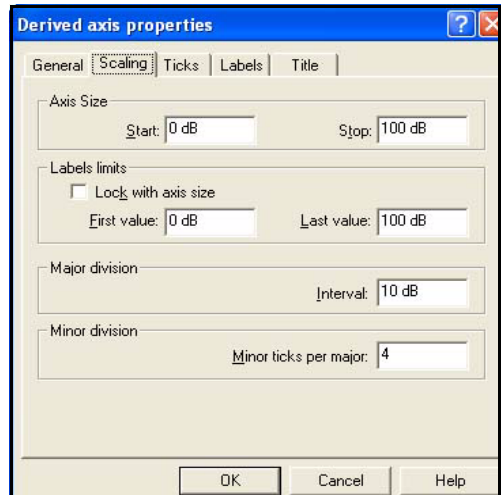 Derived axis properties ? X
General Scaling Ticks Labels Title
Axis Size
Start: 0 dB Stop: 100 dB
Labels limits
Lock with axis size
First value: 0 dB Last value: 100 dB
Major division
Interval: 10 dB
Minor division
Minor ticks per major: 4
OK Cancel Help